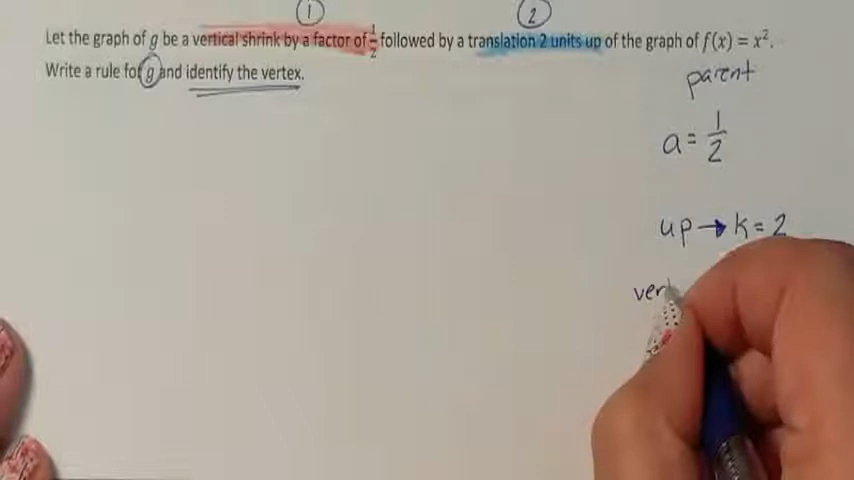 ① ②
Let the graph of g be a vertical shrink by a factor of 1/2 followed by a translation 2 units up of the graph of f(x) = x².
Write a rule for g and identify the vertex.
parent
a = 1/2
up → k = 2
ver